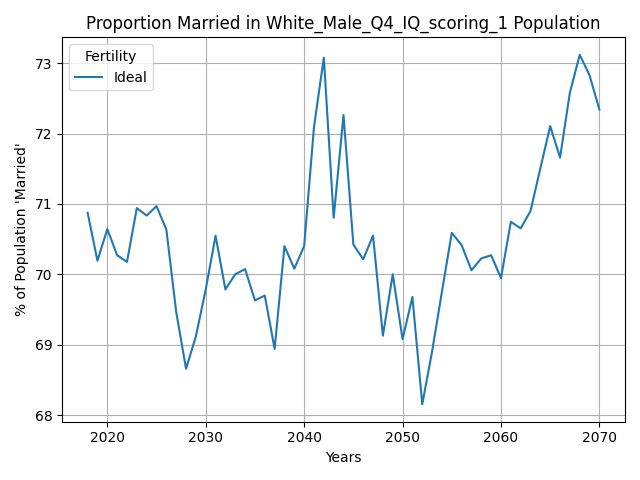 Proportion Married in White_Male_Q4_IQ_scoring_1 Population
Fertility
Ideal
% of Population 'Married'
73
72
71
70
69
68
2020
2030
2040
2050
2060
2070
Years